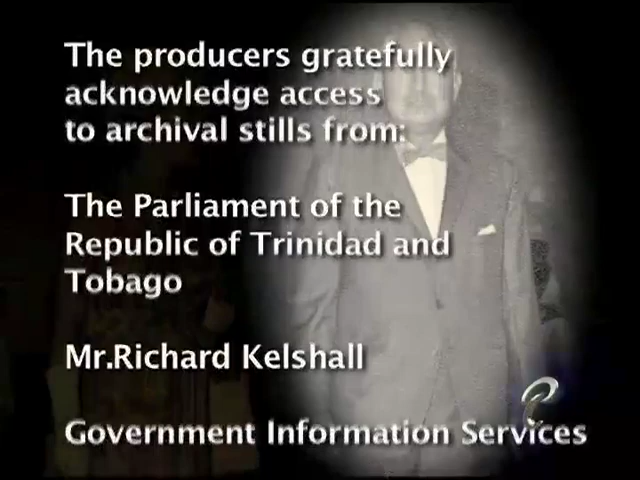 The producers gratefully
acknowledge access
to archival stills from:
The Parliament of the
Republic of Trinidad and
Tobago
Mr.Richard Kelshall
Government Information Services